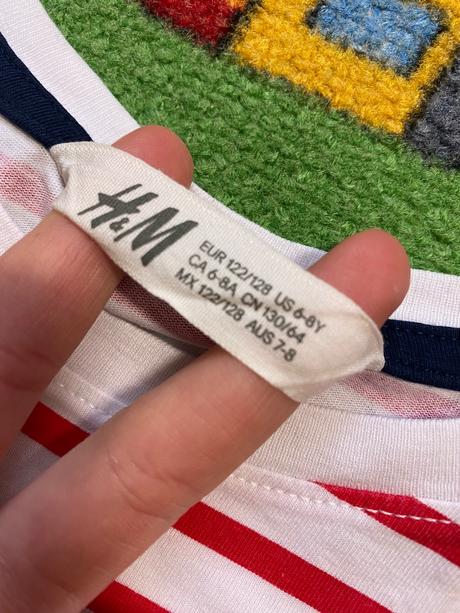 H&M
EUR 122/128 US 6-8Y
CA 6-8A CN 130/64
MX 122/128 AUS 7-8